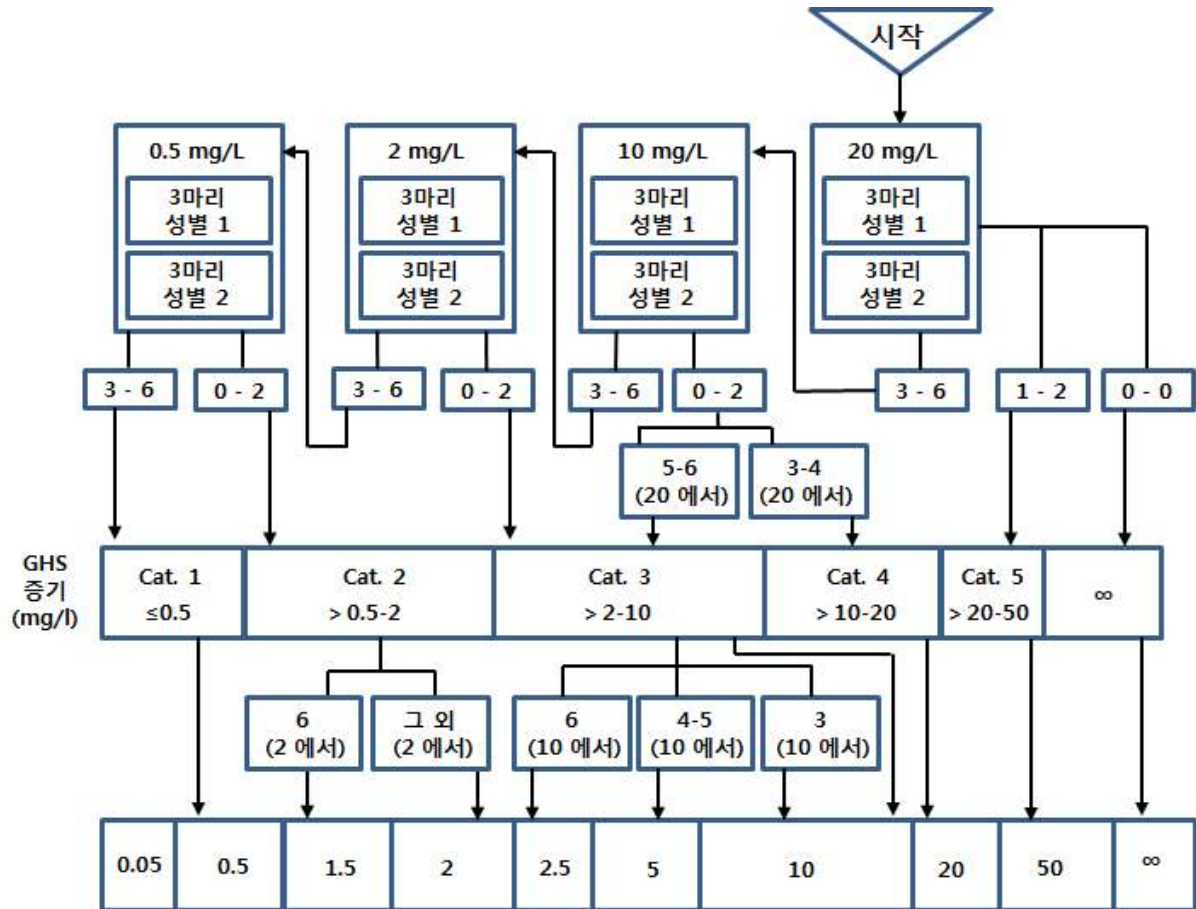 시작
0.5 mg/L
2 mg/L
10 mg/L
20 mg/L
3마리
성별 1
3마리
성별 1
3마리
성별 1
3마리
성별 1
3마리
성별 2
3마리
성별 2
3마리
성별 2
3마리
성별 2
3 - 6
0 - 2
3 - 6
0 - 2
3 - 6
0 - 2
3 - 6
1 - 2
0 - 0
5-6
(20 에서)
3-4
(20 에서)
GHS
증기
(mg/l)
Cat. 1
≤0.5
Cat. 2
> 0.5-2
Cat. 3
> 2-10
Cat. 4
> 10-20
Cat. 5
> 20-50
∞
6
(2 에서)
그 외
(2 에서)
6
(10 에서)
4-5
(10 에서)
3
(10 에서)
0.05
0.5
1.5
2
2.5
5
10
20
50
∞